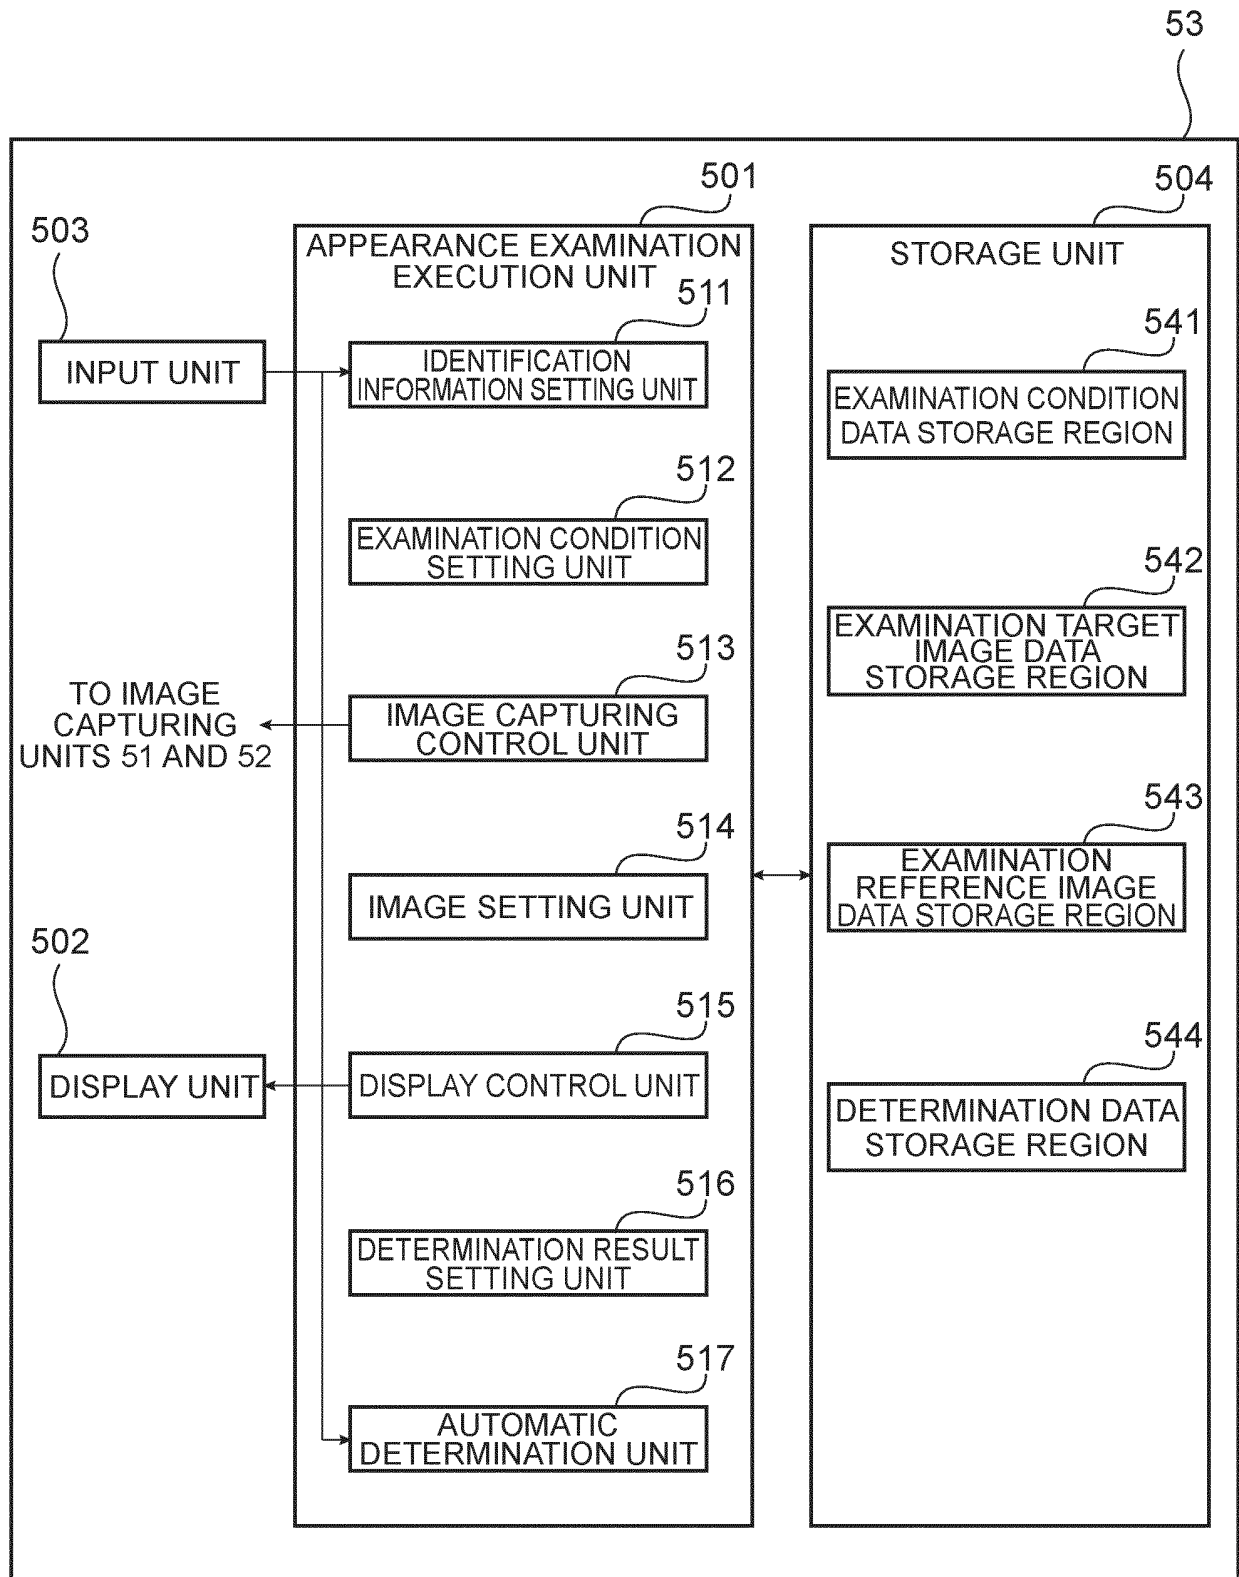 53
501
504
503
APPEARANCE EXAMINATION
EXECUTION UNIT
STORAGE UNIT
511
541
INPUT UNIT
IDENTIFICATION
INFORMATION SETTING UNIT
EXAMINATION CONDITION
DATA STORAGE REGION
512
EXAMINATION CONDITION
SETTING UNIT
542
EXAMINATION TARGET
IMAGE DATA
STORAGE REGION
513
TO IMAGE
CAPTURING
UNITS 51 AND 52
IMAGE CAPTURING
CONTROL UNIT
543
514
EXAMINATION
REFERENCE IMAGE
DATA STORAGE REGION
IMAGE SETTING UNIT
502
515
544
DISPLAY UNIT
DISPLAY CONTROL UNIT
DETERMINATION DATA
STORAGE REGION
516
DETERMINATION RESULT
SETTING UNIT
517
AUTOMATIC
DETERMINATION UNIT